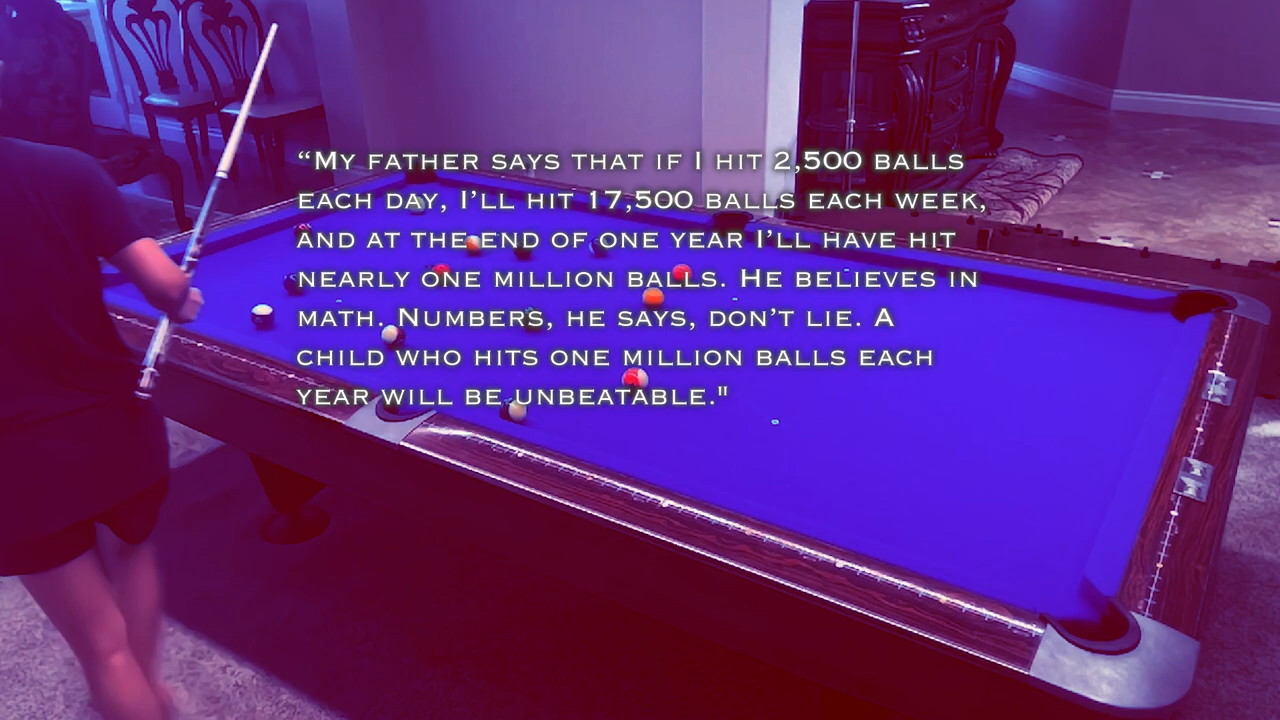 “My father says that if I hit 2,500 balls
each day, I’ll hit 17,500 balls each week,
and at the end of one year I’ll have hit
nearly one million balls. He believes in
math. Numbers, he says, don’t lie. A
child who hits one million balls each
year will be unbeatable."